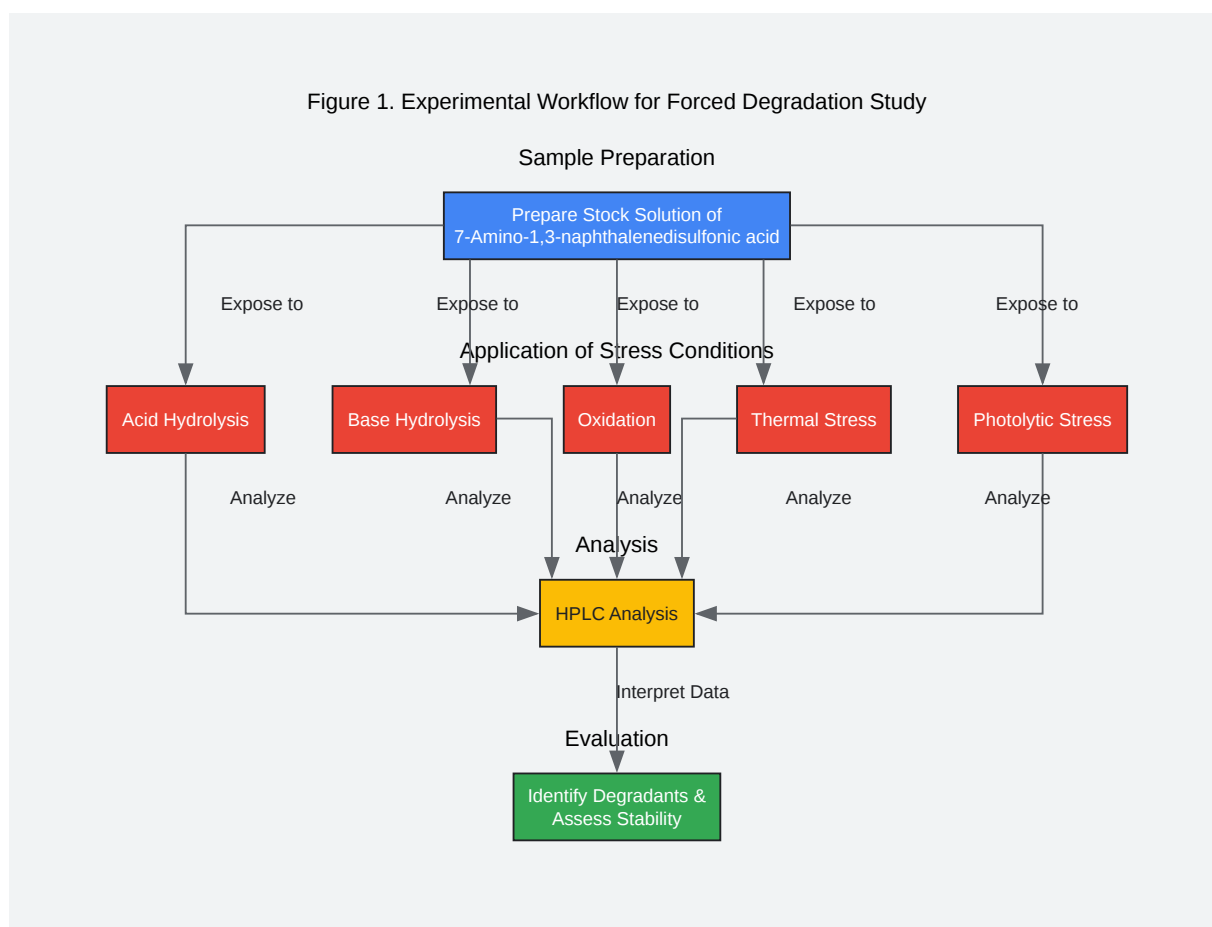 Figure 1. Experimental Workflow for Forced Degradation Study
Sample Preparation
Prepare Stock Solution of
7-Amino-1,3-naphthalenedisulfonic acid
Expose to
Expose to
Expose to
Expose to
Expose to
Application of Stress Conditions
Acid Hydrolysis
Base Hydrolysis
Oxidation
Thermal Stress
Photolytic Stress
Analyze
Analyze
Analyze
Analyze
Analyze
Analysis
HPLC Analysis
Interpret Data
Evaluation
Identify Degradants &
Assess Stability